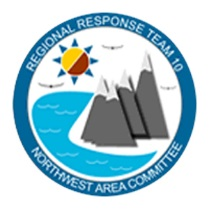 REGIONAL RESPONSE TEAM 10
NORTHWEST AREA COMMITTEE